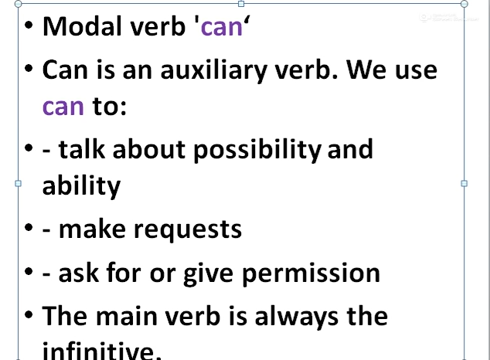 • Modal verb 'can‘
• Can is an auxiliary verb. We use
can to:
• - talk about possibility and
ability
• - make requests
• - ask for or give permission
• The main verb is always the
infinitive.